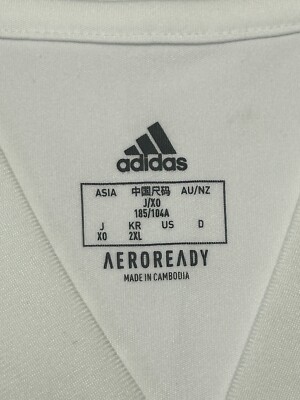 adidas
ASIA 中国尺码 AU/NZ
J/XO
185/104A
J KR US D
XO 2XL
AEROREADY
MADE IN CAMBODIA